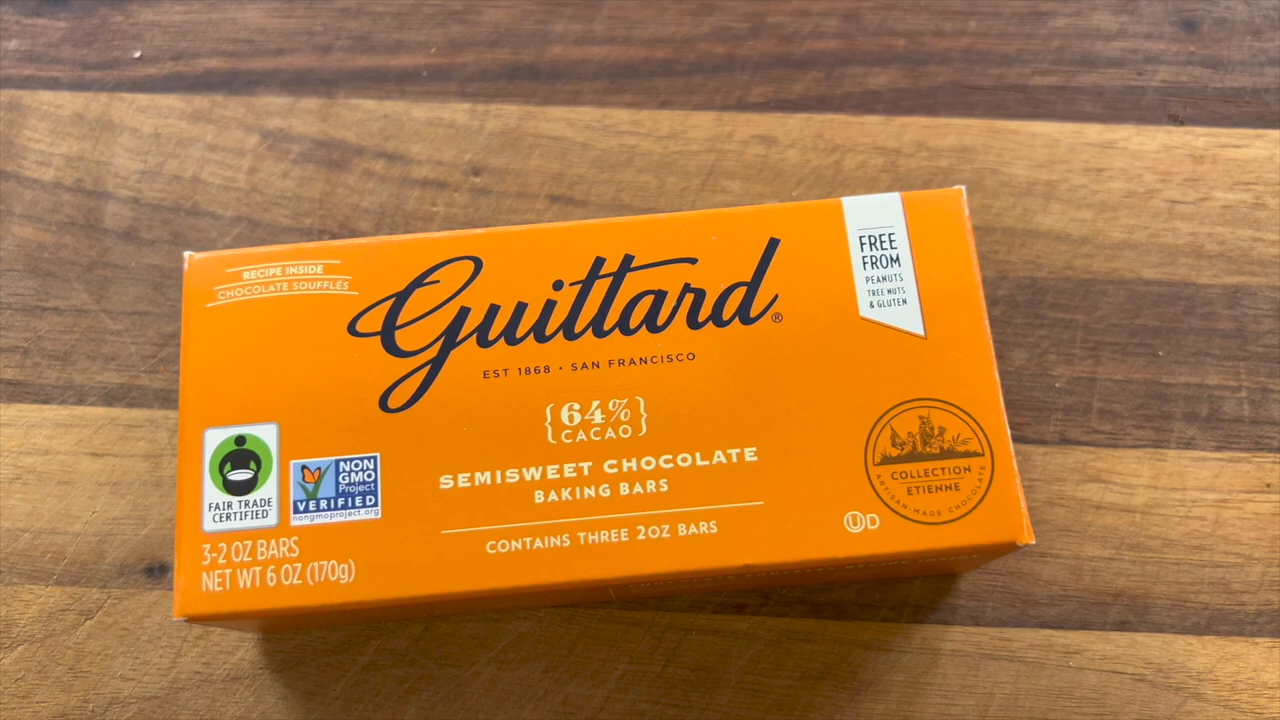 RECIPE INSIDE
CHOCOLATE SOUFFLÉS
Guittard®
EST 1868 • SAN FRANCISCO
{64%}
CACAO
SEMISWEET CHOCOLATE
BAKING BARS
CONTAINS THREE 2OZ BARS
FREE
FROM
PEANUTS
TREE NUTS
& GLUTEN
FAIR TRADE
CERTIFIED™
NON
GMO
Project
VERIFIED
nongmoproject.org
3-2 OZ BARS
NET WT 6 OZ (170g)
COLLECTION
ETIENNE
ARTISAN-MADE CHOCOLATE
UD